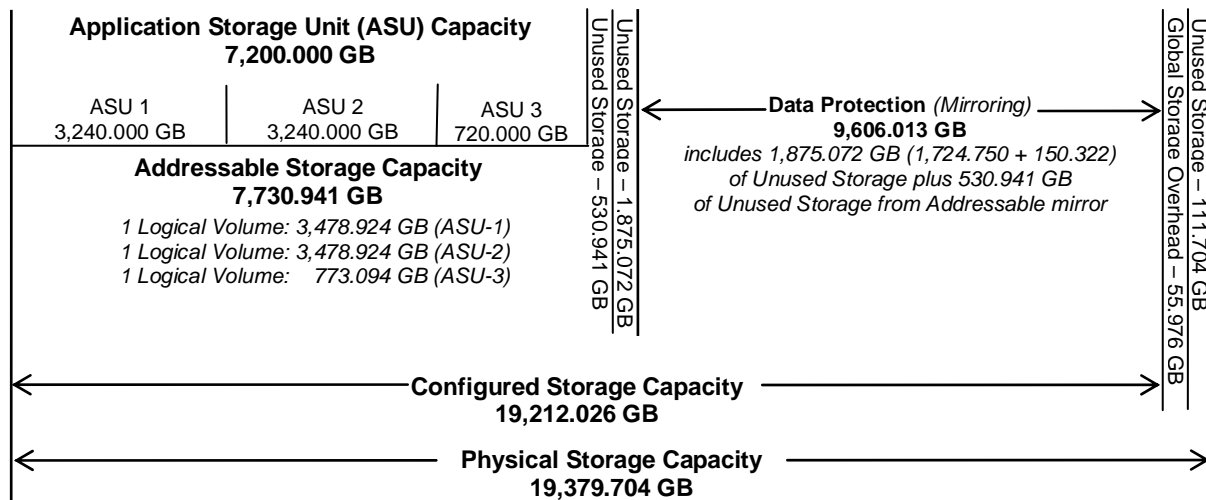 Application Storage Unit (ASU) Capacity
7,200.000 GB
ASU 1
3,240.000 GB
ASU 2
3,240.000 GB
ASU 3
720.000 GB
Addressable Storage Capacity
7,730.941 GB
1 Logical Volume: 3,478.924 GB (ASU-1)
1 Logical Volume: 3,478.924 GB (ASU-2)
1 Logical Volume: 773.094 GB (ASU-3)
Unused Storage – 530.941 GB
Unused Storage – 1.875.072 GB
Data Protection (Mirroring)
9,606.013 GB
includes 1,875.072 GB (1,724.750 + 150.322)
of Unused Storage plus 530.941 GB
of Unused Storage from Addressable mirror
Global Storage Overhead – 55.976 GB
Unused Storage – 111.704 GB
Configured Storage Capacity
19,212.026 GB
Physical Storage Capacity
19,379.704 GB